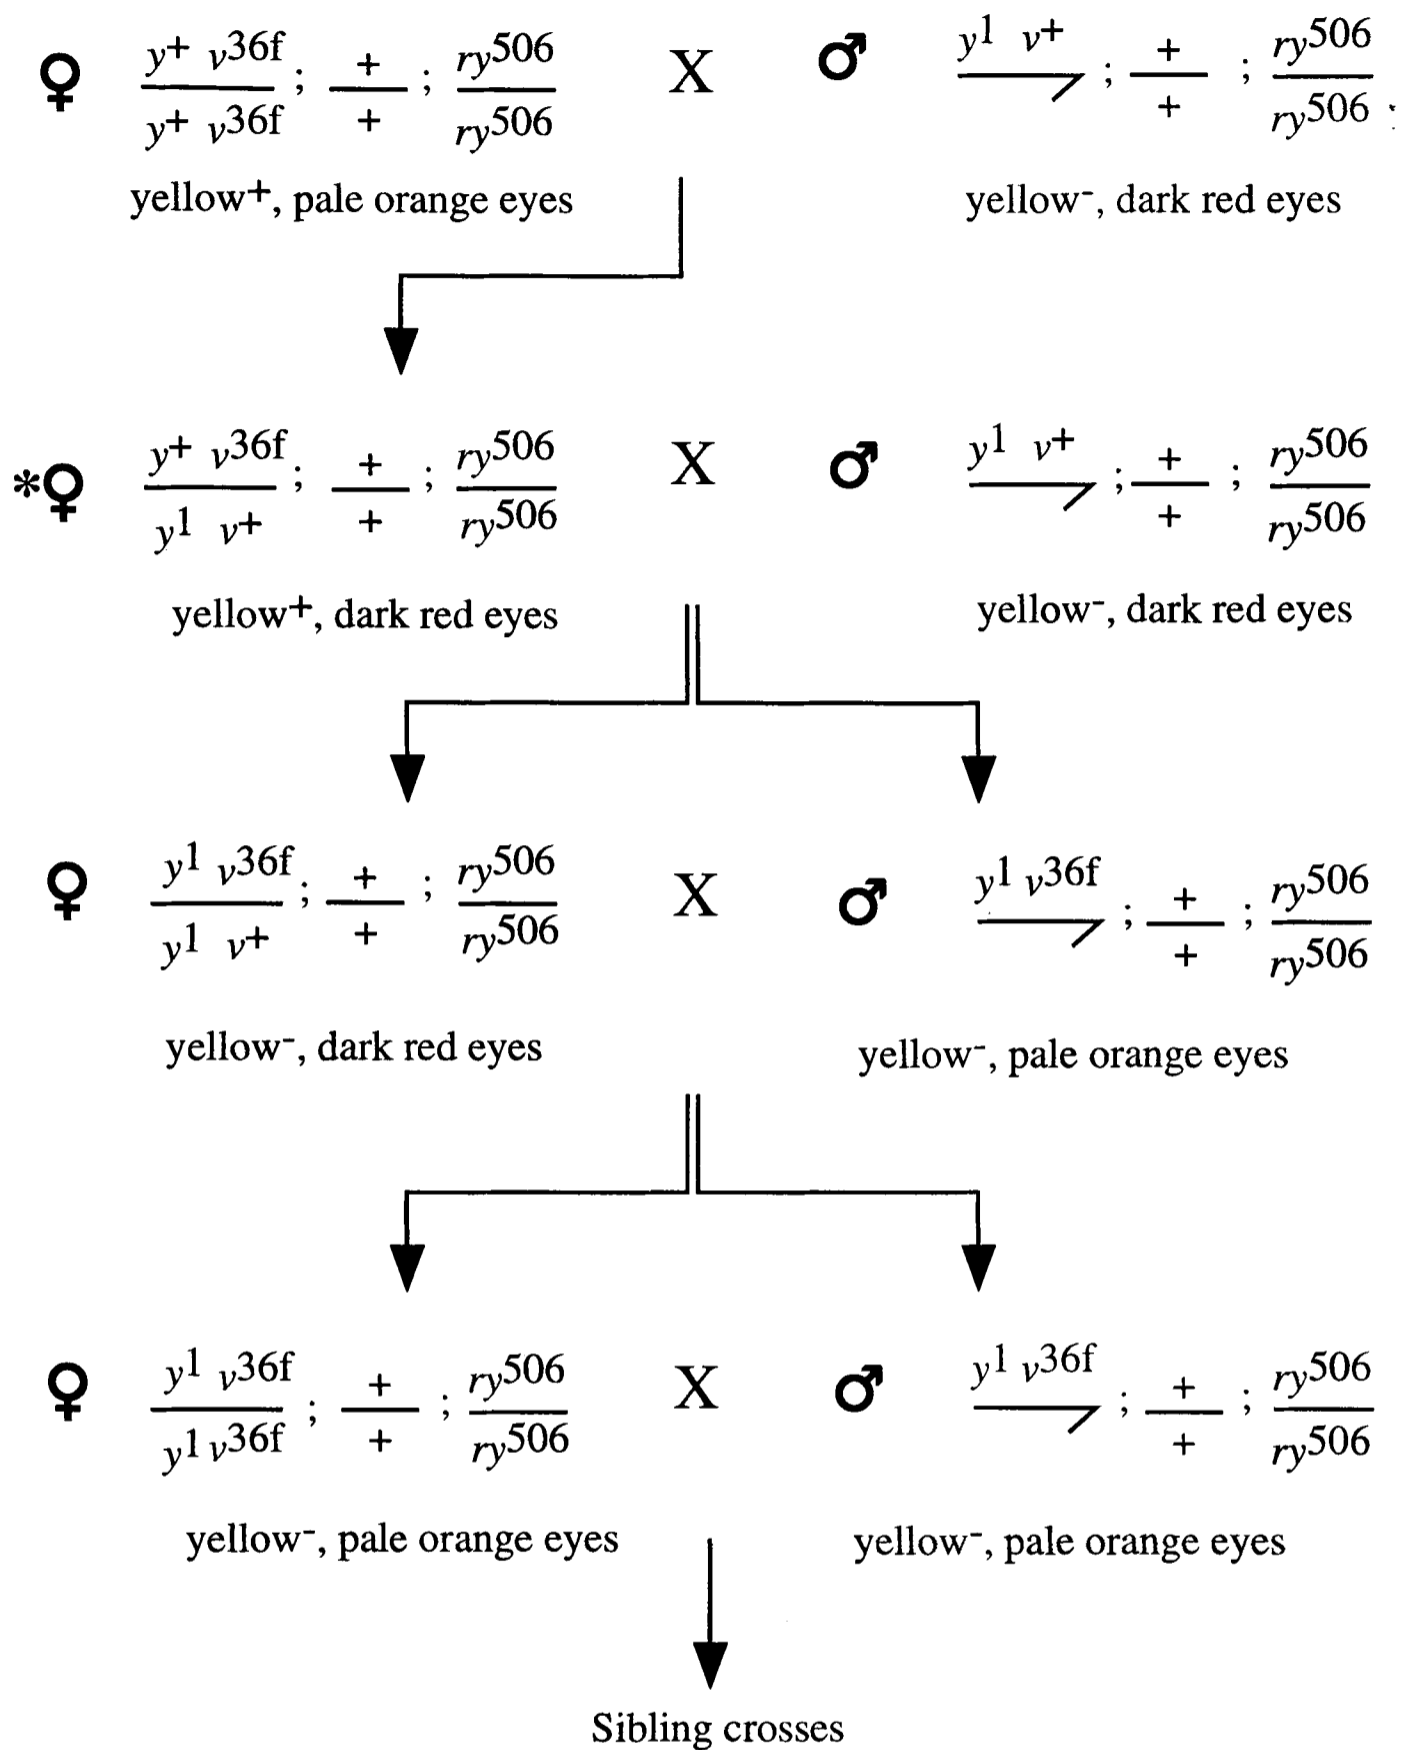 ♀ y+ v36f / y+ v36f ; + / + ; ry506 / ry506 X ♂ y1 v+ ; + / + ; ry506 / ry506
yellow+, pale orange eyes yellow-, dark red eyes
*♀ y+ v36f / y1 v+ ; + / + ; ry506 / ry506 X ♂ y1 v+ ; + / + ; ry506 / ry506
yellow+, dark red eyes yellow-, dark red eyes
♀ y1 v36f / y1 v+ ; + / + ; ry506 / ry506 X ♂ y1 v36f ; + / + ; ry506 / ry506
yellow-, dark red eyes yellow-, pale orange eyes
♀ y1 v36f / y1 v36f ; + / + ; ry506 / ry506 X ♂ y1 v36f ; + / + ; ry506 / ry506
yellow-, pale orange eyes yellow-, pale orange eyes
Sibling crosses